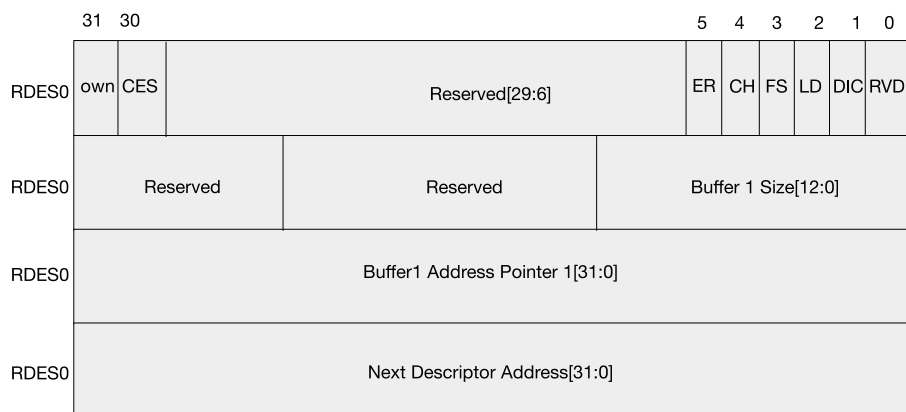 31 30 5 4 3 2 1 0
RDES0 own CES Reserved[29:6] ER CH FS LD DIC RVD
RDES0 Reserved Reserved Buffer 1 Size[12:0]
RDES0 Buffer1 Address Pointer 1[31:0]
RDES0 Next Descriptor Address[31:0]